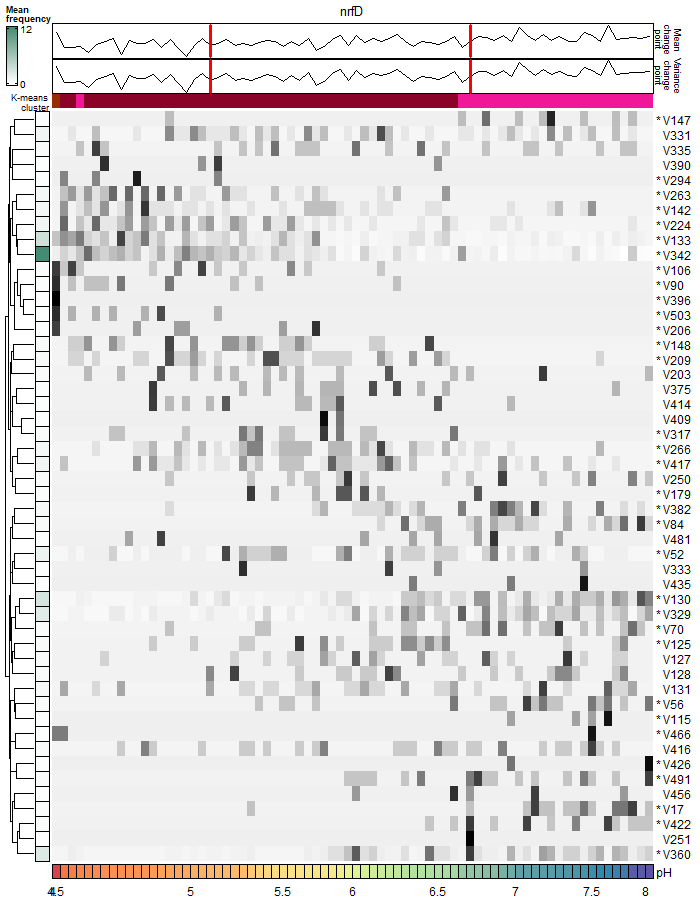 nrfD
Mean
frequency
12
0
Mean
change
point
Variance
change
point
K-means
cluster
* V147
V331
V335
V390
* V294
* V263
* V142
* V224
* V133
* V342
* V106
* V90
* V396
* V503
* V206
* V148
* V209
V203
V375
V414
V409
* V317
* V266
* V417
V250
* V179
* V382
* V84
V481
* V52
V333
V435
* V130
* V329
* V70
* V125
V127
V128
V131
* V56
* V115
* V466
V416
* V426
* V491
V456
* V17
* V422
V251
* V360
pH
4.5 5 5.5 6 6.5 7 7.5 8